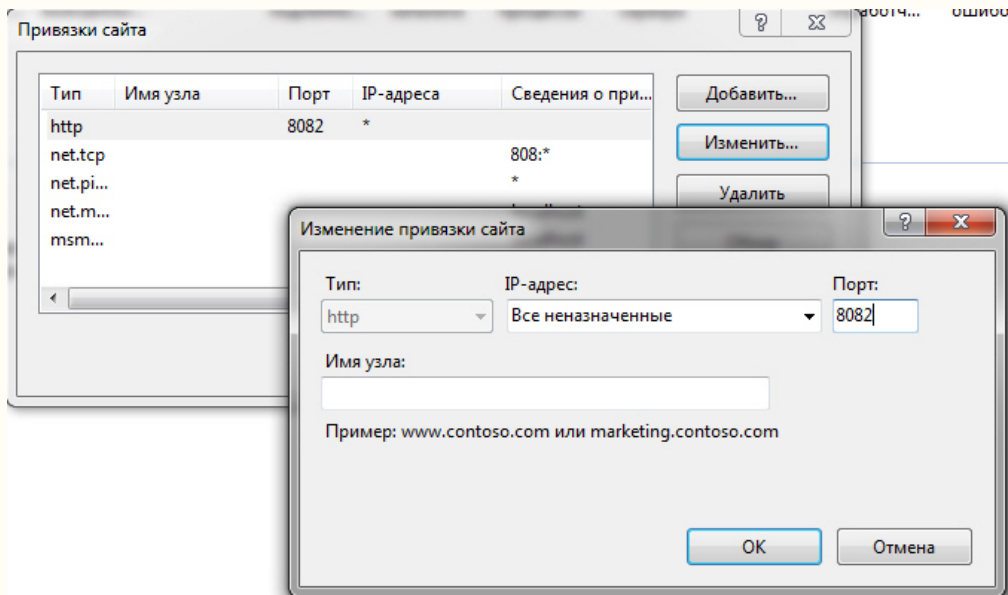 Привязки сайта
Тип Имя узла Порт IP-адреса Сведения о при...
http 8082 *
net.tcp 808:*
net.pi... *
net.m...
msm...
Добавить...
Изменить...
Удалить
Изменение привязки сайта
Тип: IP-адрес: Порт:
http Все неназначенные 8082
Имя узла:
Пример: www.contoso.com или marketing.contoso.com
OK Отмена